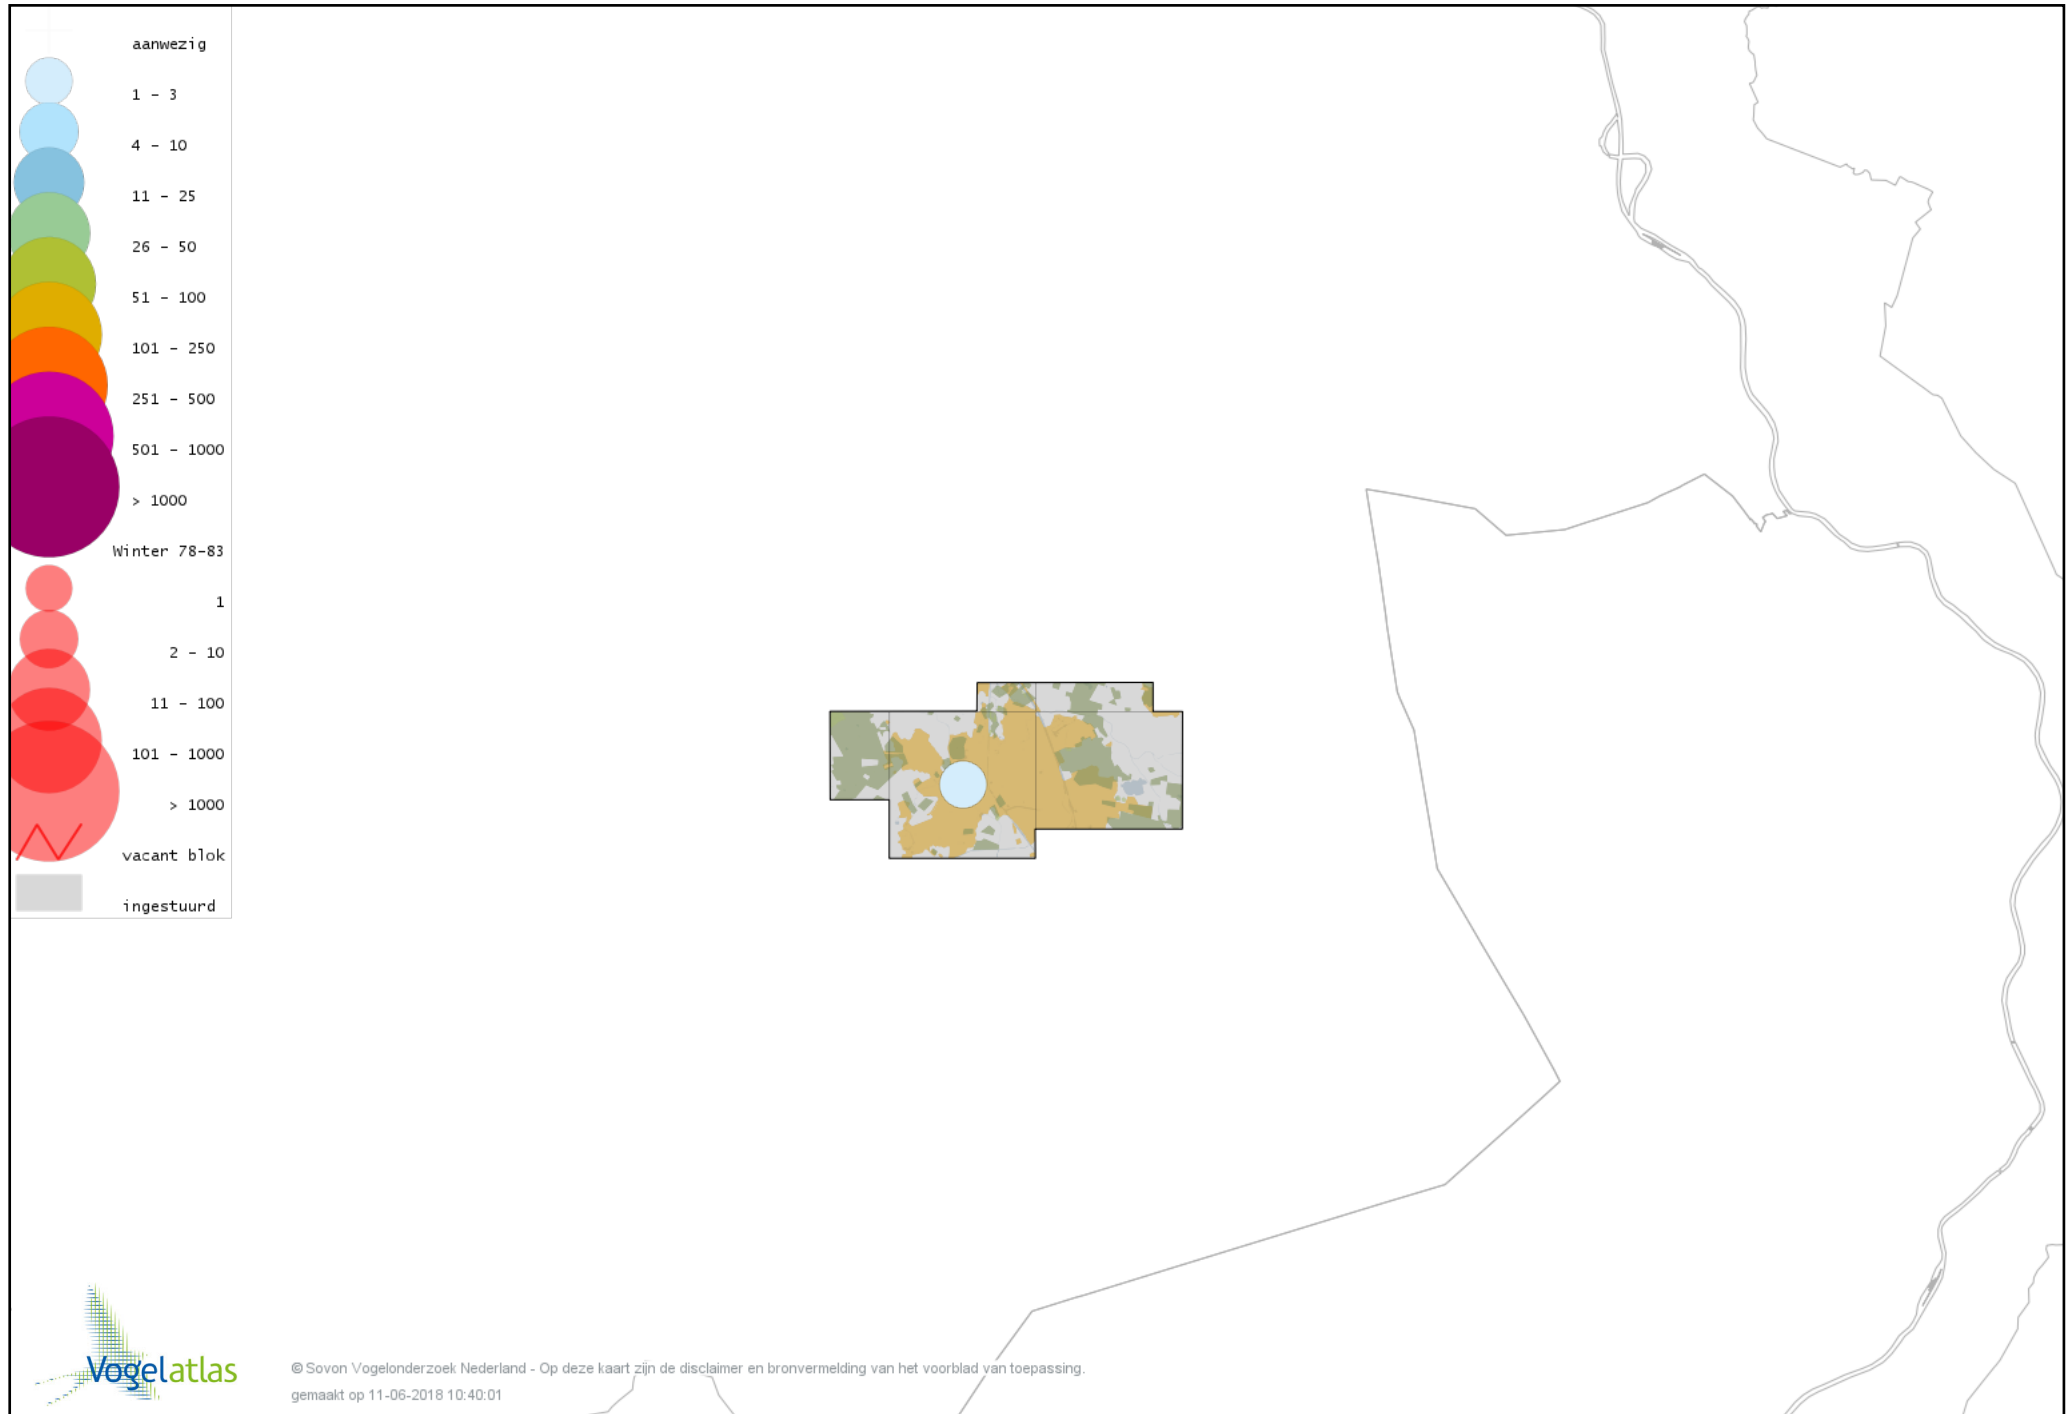 aanwezig
1 - 3
4 - 10
11 - 25
26 - 50
51 - 100
101 - 250
251 - 500
501 - 1000
> 1000
Winter 78-83
1
2 - 10
11 - 100
101 - 1000
> 1000
vacant blok
ingestuurd
Vogelatlas
© Sovon Vogelonderzoek Nederland - Op deze kaart zijn de disclaimer en bronvermelding van het voorblad van toepassing.
gemaakt op 11-06-2018 10:40:01